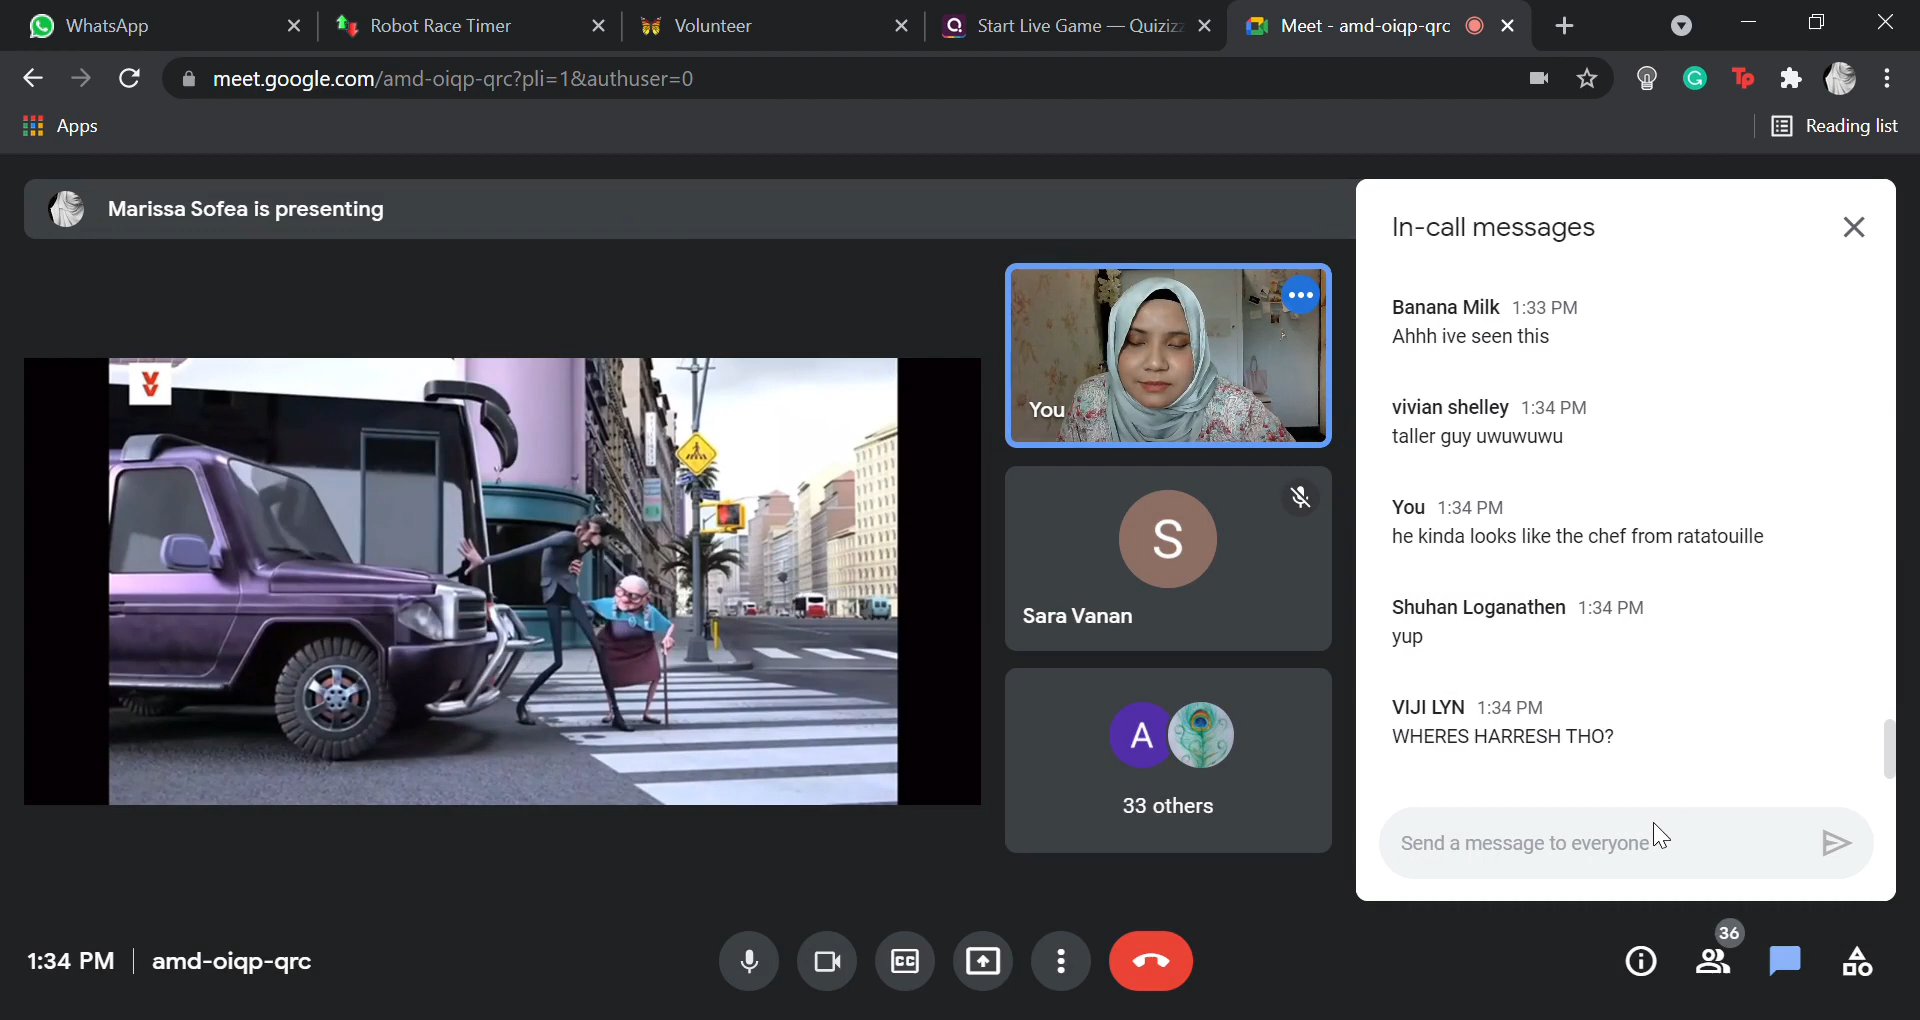 WhatsApp
Robot Race Timer
Volunteer
Q Start Live Game — Quiziz
Meet - amd-oiqp-qrc
meet.google.com/amd-oiqp-qrc?pli=1&authuser=0
G
Tp
Apps
Reading list
Marissa Sofea is presenting
You
S
Sara Vanan
A
33 others
In-call messages
Banana Milk 1:33 PM
Ahhh ive seen this
vivian shelley 1:34 PM
taller guy uwuwuwu
You 1:34 PM
he kinda looks like the chef from ratatouille
Shuhan Loganathen 1:34 PM
yup
VIJI LYN 1:34 PM
WHERES HARRESH THO?
Send a message to everyone
1:34 PM | amd-oiqp-qrc
CC
36